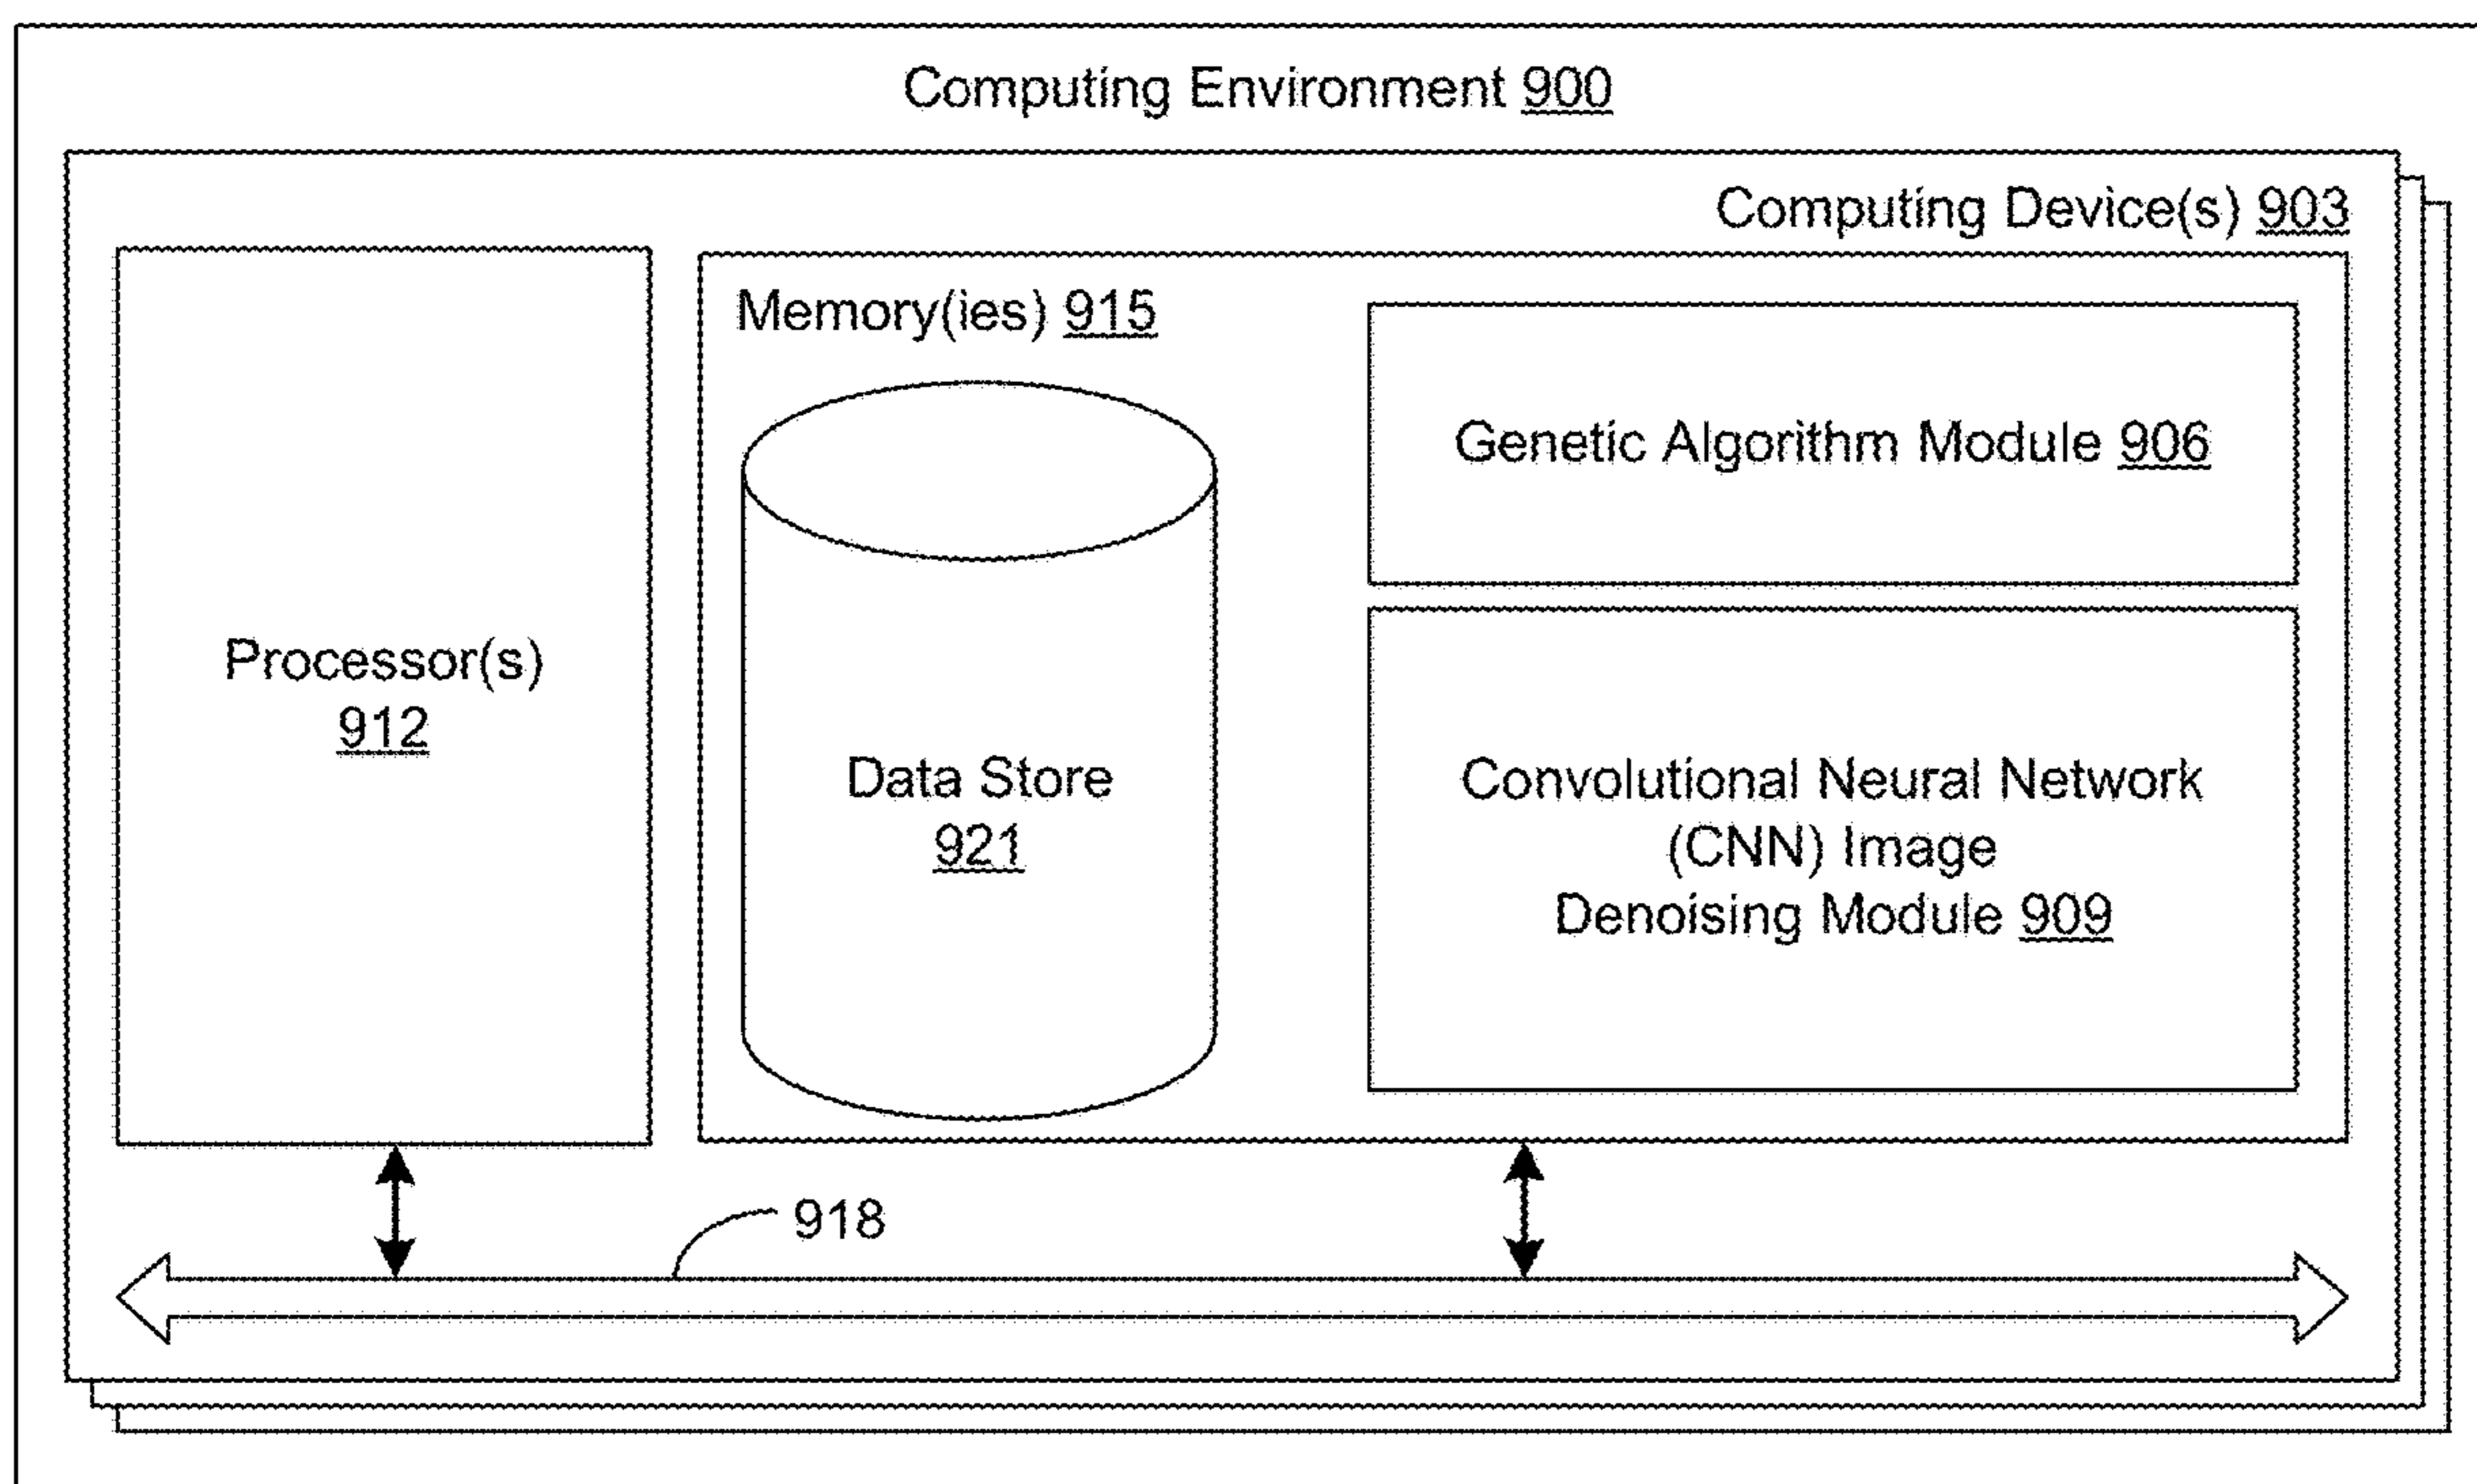 Computing Environment 900
Computing Device(s) 903
Memory(ies) 915
Genetic Algorithm Module 906
Processor(s)
912
Data Store
921
Convolutional Neural Network
(CNN) Image
Denoising Module 909
918